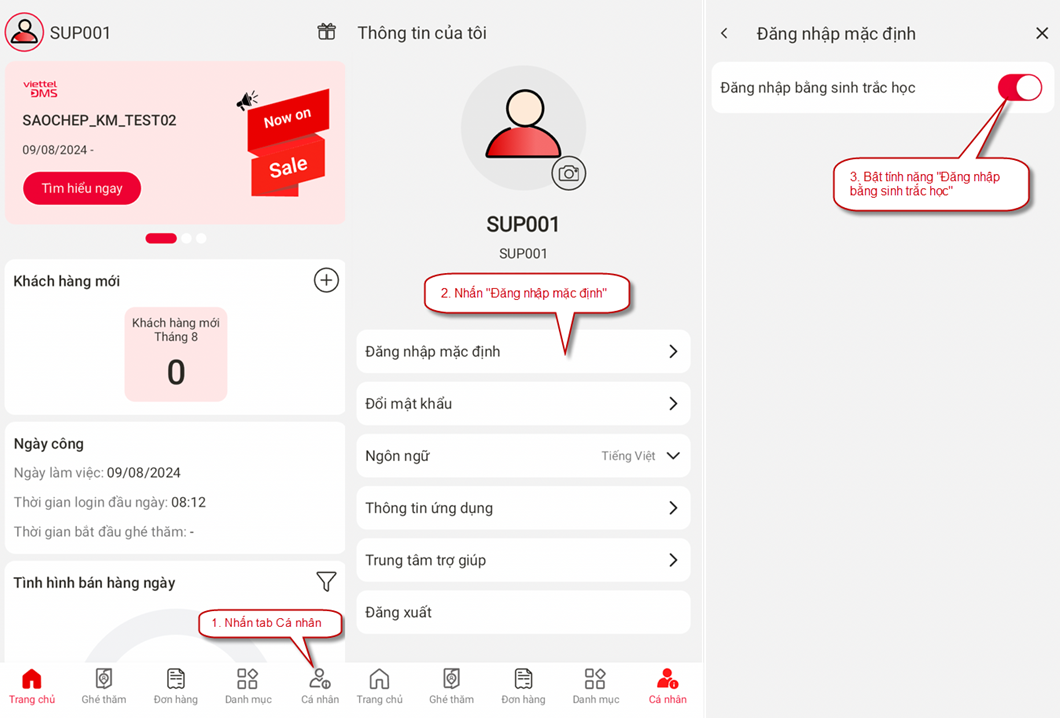 SUP001
viettel
DMS
SAOCHEP_KM_TEST02
09/08/2024 -
Tìm hiểu ngay
Now on
Sale
Khách hàng mới
Khách hàng mới
Tháng 8
0
Ngày công
Ngày làm việc: 09/08/2024
Thời gian login đầu ngày: 08:12
Thời gian bắt đầu ghé thăm: -
Tình hình bán hàng ngày
1. Nhấn tab Cá nhân
Trang chủ
Ghé thăm
Đơn hàng
Danh mục
Cá nhân
Thông tin của tôi
SUP001
SUP001
2. Nhấn "Đăng nhập mặc định"
Đăng nhập mặc định
Đổi mật khẩu
Ngôn ngữ Tiếng Việt
Thông tin ứng dụng
Trung tâm trợ giúp
Đăng xuất
Trang chủ
Ghé thăm
Đơn hàng
Danh mục
Cá nhân
Đăng nhập mặc định
Đăng nhập bằng sinh trắc học
3. Bật tính năng "Đăng nhập
bằng sinh trắc học"